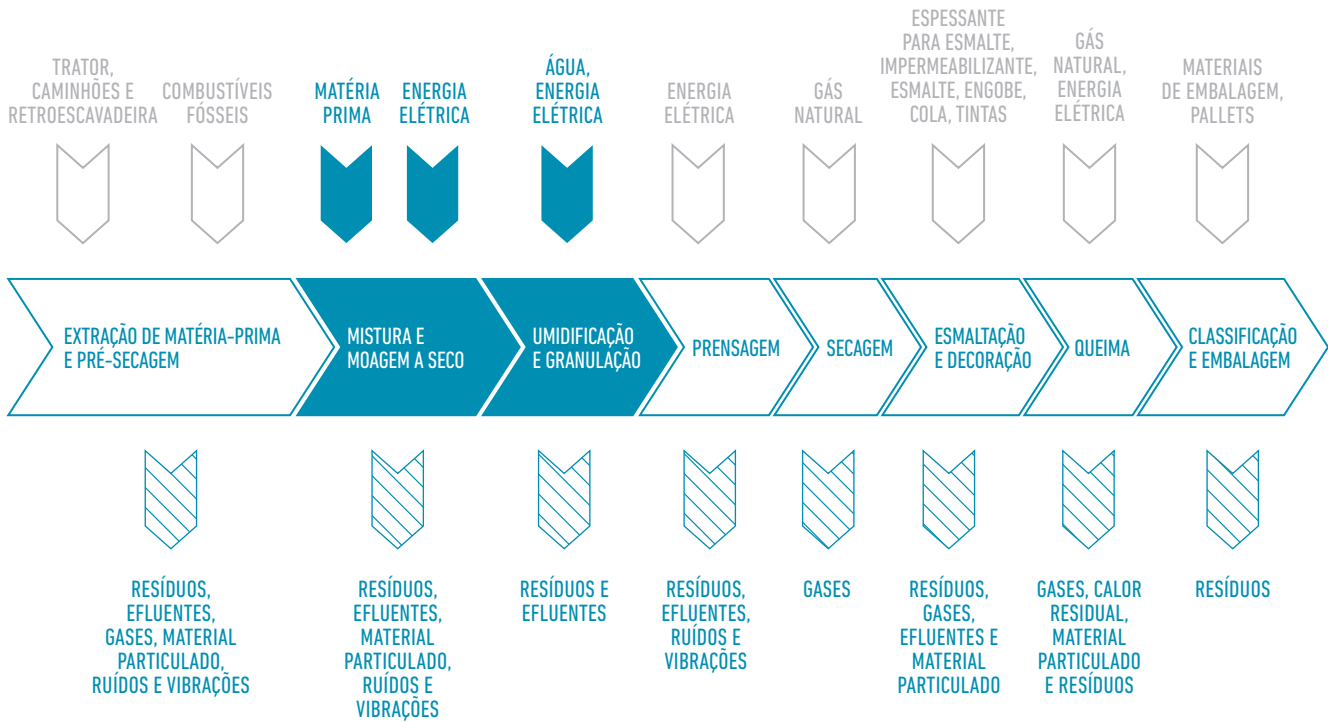 TRATOR,
CAMINHÕES E
RETROESCAVADEIRA
COMBUSTÍVEIS
FÓSSEIS
MATÉRIA
PRIMA
ENERGIA
ELÉTRICA
ÁGUA,
ENERGIA
ELÉTRICA
ENERGIA
ELÉTRICA
GÁS
NATURAL
ESPESSANTE
PARA ESMALTE,
IMPERMEABILIZANTE,
ESMALTE, ENGOBE,
COLA, TINTAS
GÁS
NATURAL,
ENERGIA
ELÉTRICA
MATERIAIS
DE EMBALAGEM,
PALLETS
EXTRAÇÃO DE MATÉRIA-PRIMA
E PRÉ-SECAGEM
MISTURA E
MOAGEM A SECO
UMIDIFICAÇÃO
E GRANULAÇÃO
PRENSAGEM
SECAGEM
ESMALTAÇÃO
E DECORAÇÃO
QUEIMA
CLASSIFICAÇÃO
E EMBALAGEM
RESÍDUOS,
EFLUENTES,
GASES, MATERIAL
PARTICULADO,
RUÍDOS E VIBRAÇÕES
RESÍDUOS,
EFLUENTES,
MATERIAL
PARTICULADO,
RUÍDOS E
VIBRAÇÕES
RESÍDUOS E
EFLUENTES
RESÍDUOS,
EFLUENTES,
RUÍDOS E
VIBRAÇÕES
GASES
RESÍDUOS,
GASES,
EFLUENTES E
MATERIAL
PARTICULADO
GASES, CALOR
RESIDUAL,
MATERIAL
PARTICULADO
E RESÍDUOS
RESÍDUOS